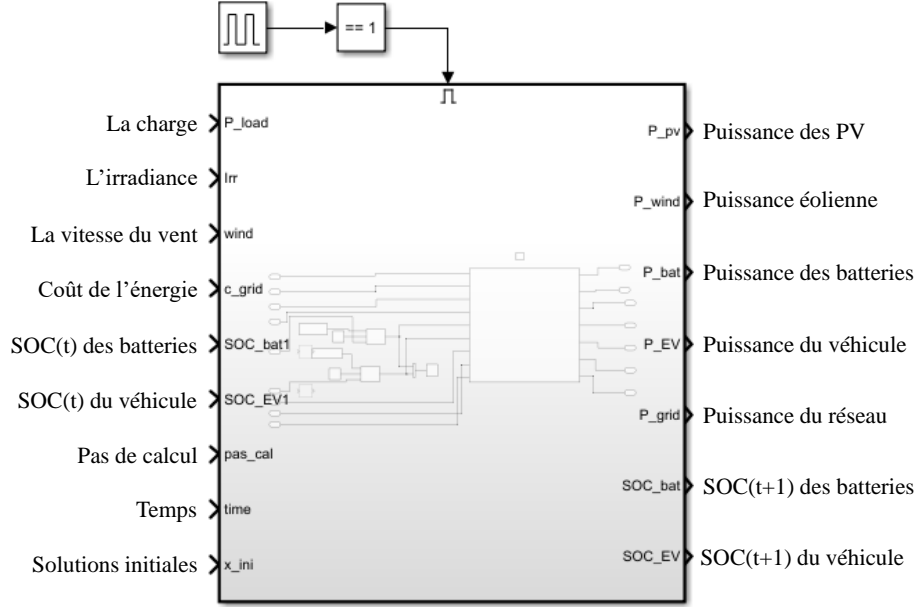 == 1
La charge
P_load
P_pv
Puissance des PV
L'irradiance
Irr
P_wind
Puissance éolienne
La vitesse du vent
wind
Coût de l'énergie
c_grid
P_bat
Puissance des batteries
SOC(t) des batteries
SOC_bat1
P_EV
Puissance du véhicule
SOC(t) du véhicule
SOC_EV1
P_grid
Puissance du réseau
Pas de calcul
pas_cal
SOC_bat
SOC(t+1) des batteries
Temps
time
Solutions initiales
x_ini
SOC_EV
SOC(t+1) du véhicule